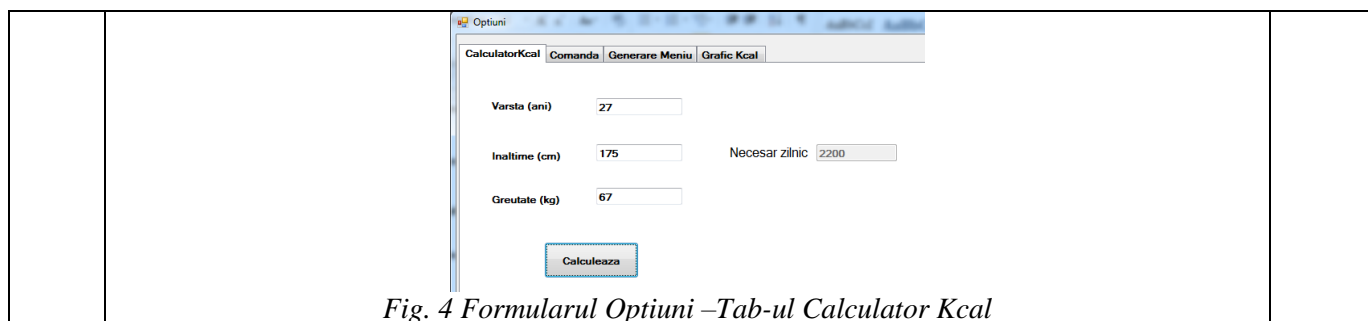 Optiuni
CalculatorKcal Comanda Generare Meniu Grafic Kcal
Varsta (ani) 27
Inaltime (cm) 175 Necesar zilnic 2200
Greutate (kg) 67
Calculeaza
Fig. 4 Formularul Optiuni –Tab-ul Calculator Kcal